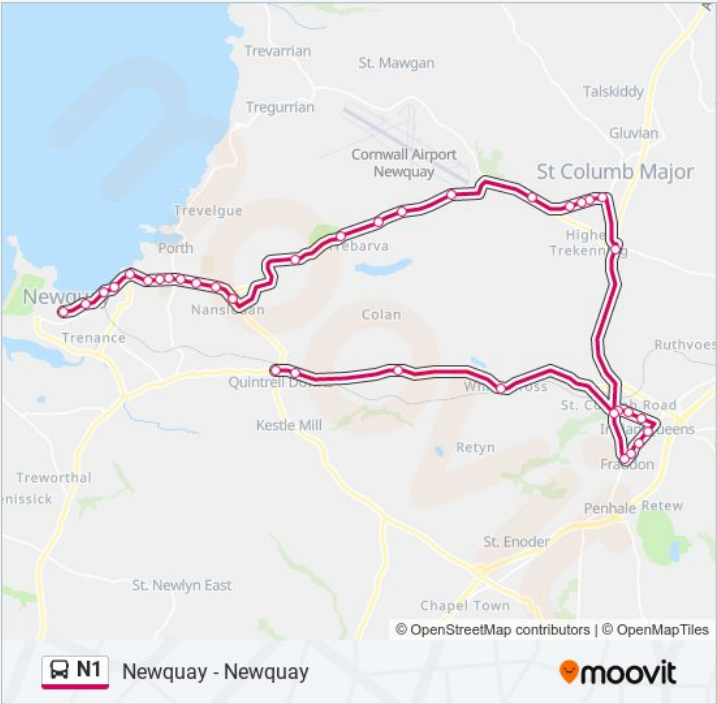 Trevarrian
St. Mawgan
Talskiddy
Tregurrian
Gluvian
Cornwall Airport
Newquay
St Columb Major
Trevelgue
Porth
Newquay
Colan
Trenance
Ruthvoes
Quintrell Do
St. Columb Road
Kestle Mill
Retyn
Fraddon
Treworthal
enissick
Penhale
Retew
St. Enoder
St. Newlyn East
Chapel Town
© OpenStreetMap contributors | © OpenMapTiles
N1
Newquay - Newquay
moovit